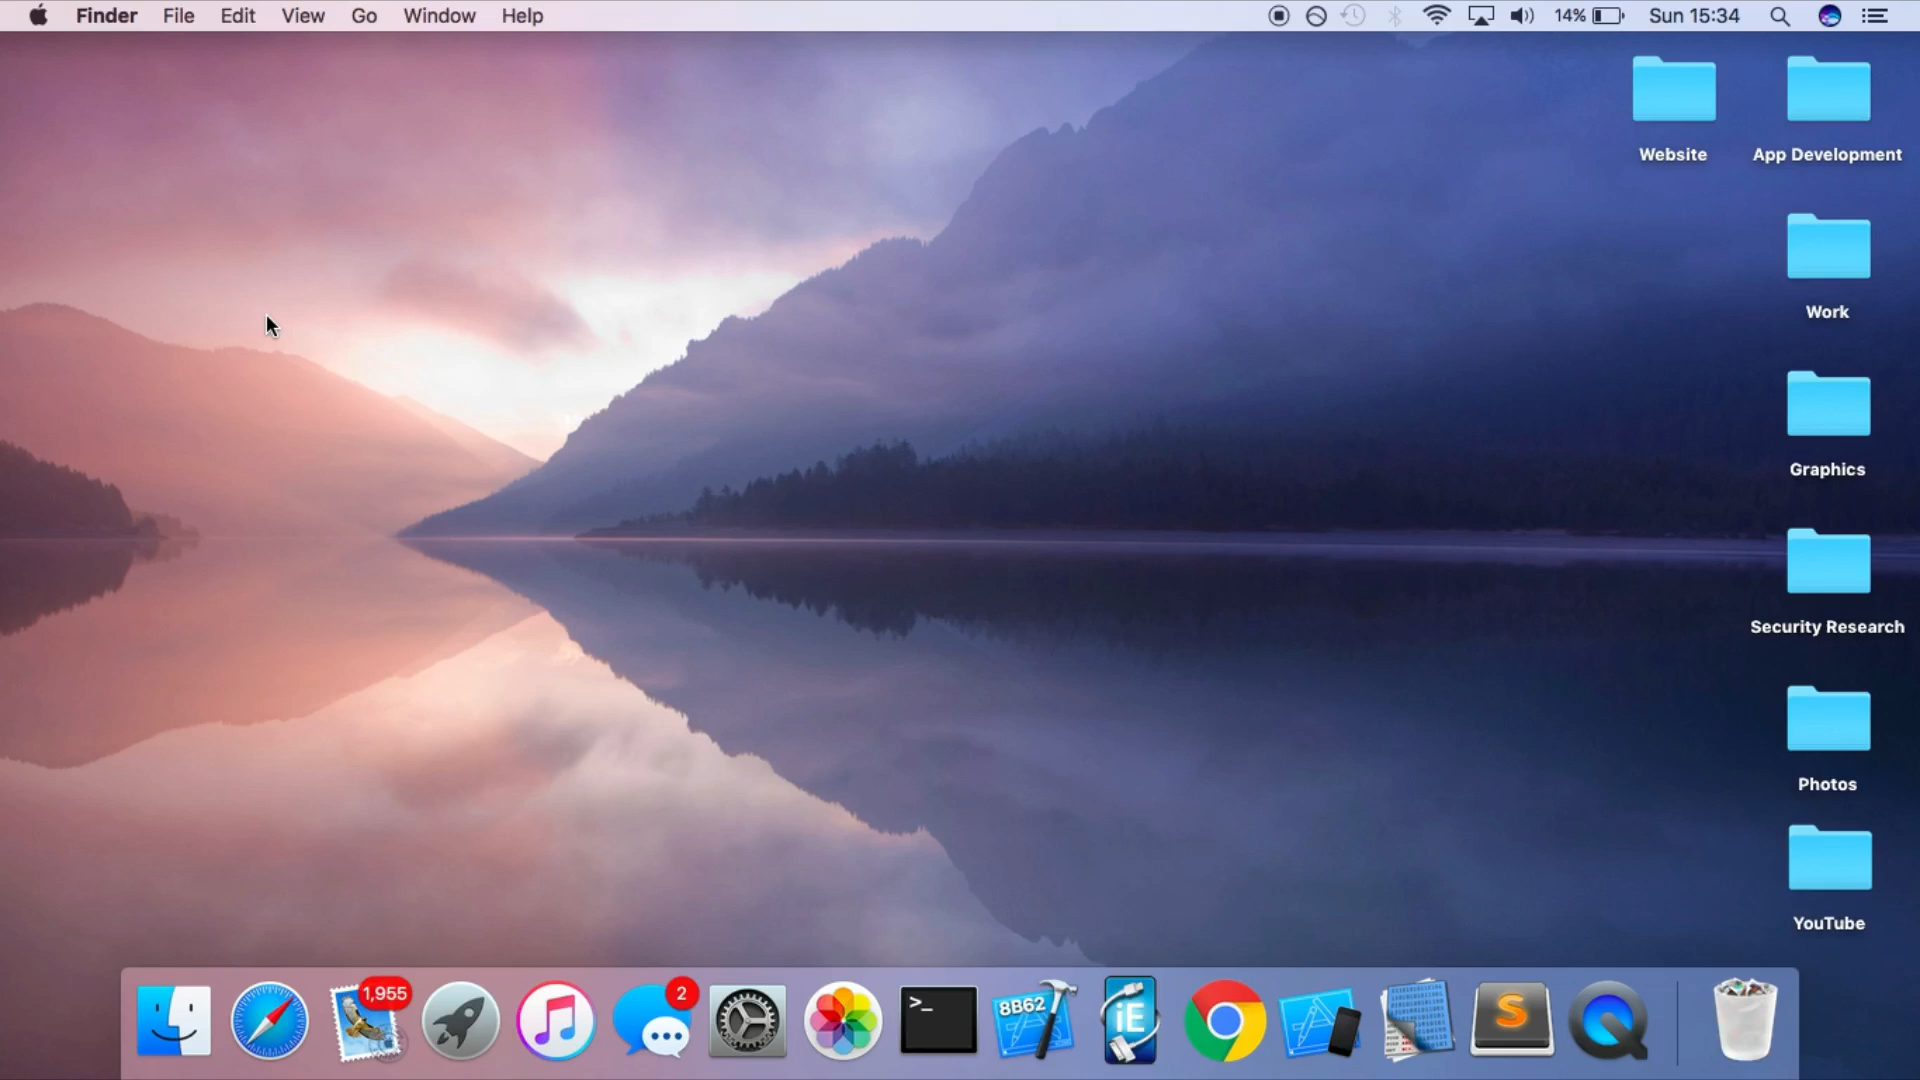 Finder File Edit View Go Window Help 14% Sun 15:34
Website App Development
Work
Graphics
Security Research
Photos
YouTube
1,955
2
>_
8B62
iE
S